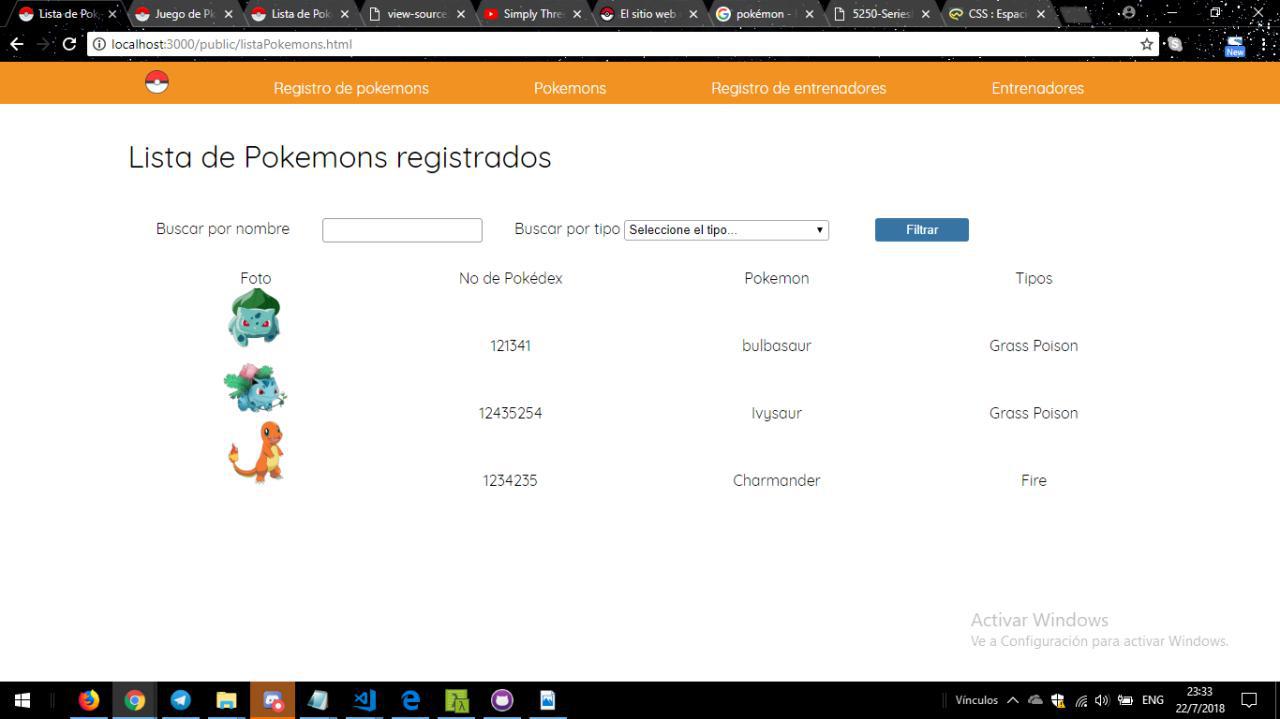 Lista de Pok
Juego de Pk
Lista de Pok
view-source
Simply Thre
El sitio web
pokémon -
5250-Series
CSS : Espaci
localhost:3000/public/listaPokemons.html
New
Registro de pokemons
Pokemons
Registro de entrenadores
Entrenadores
Lista de Pokemons registrados
Buscar por nombre
Buscar por tipo
Seleccione el tipo...
Filtrar
Foto
No de Pokédex
Pokemon
Tipos
121341
bulbasaur
Grass Poison
12435254
Ivysaur
Grass Poison
1234235
Charmander
Fire
Activar Windows
Ve a Configuración para activar Windows.
Vínculos
ENG
23:33
22/7/2018